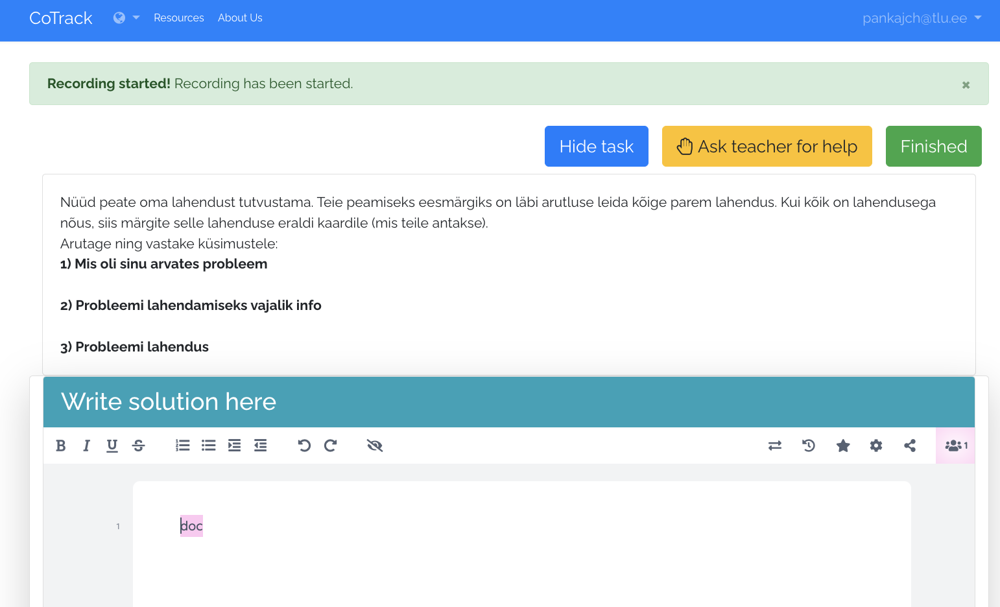 CoTrack Resources About Us pankajch@tlu.ee
Recording started! Recording has been started. ×
Hide task Ask teacher for help Finished
Nüüd peate oma lahendust tutvustama. Teie peamiseks eesmärgiks on läbi arutluse leida kõige parem lahendus. Kui kõik on lahendusega
nõus, siis märgite selle lahenduse eraldi kaardile (mis teile antakse).
Arutage ning vastake küsimustele:
1) Mis oli sinu arvates probleem
2) Probleemi lahendamiseks vajalik info
3) Probleemi lahendus
Write solution here
B I U S 1
1 doc